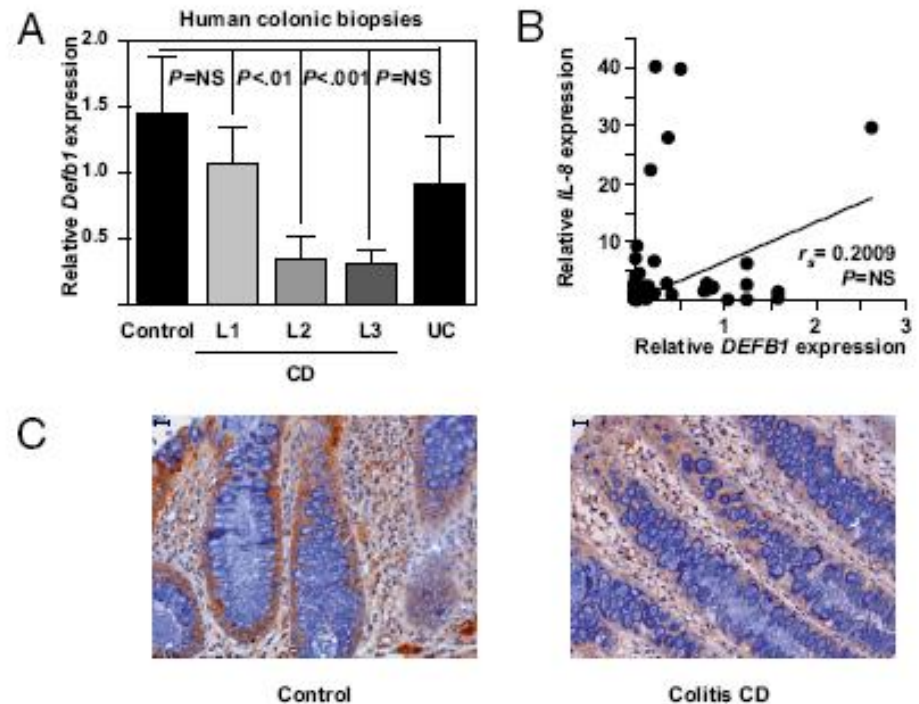 A
Human colonic biopsies
Relative Defb1 expression
2.0
1.5
1.0
0.5
P=NS P<.01 P<.001 P=NS
Control L1 L2 L3 UC
CD
B
Relative IL-8 expression
40
30
20
10
rs= 0.2009
P=NS
1 2 3
Relative DEFB1 expression
C
Control
Colitis CD